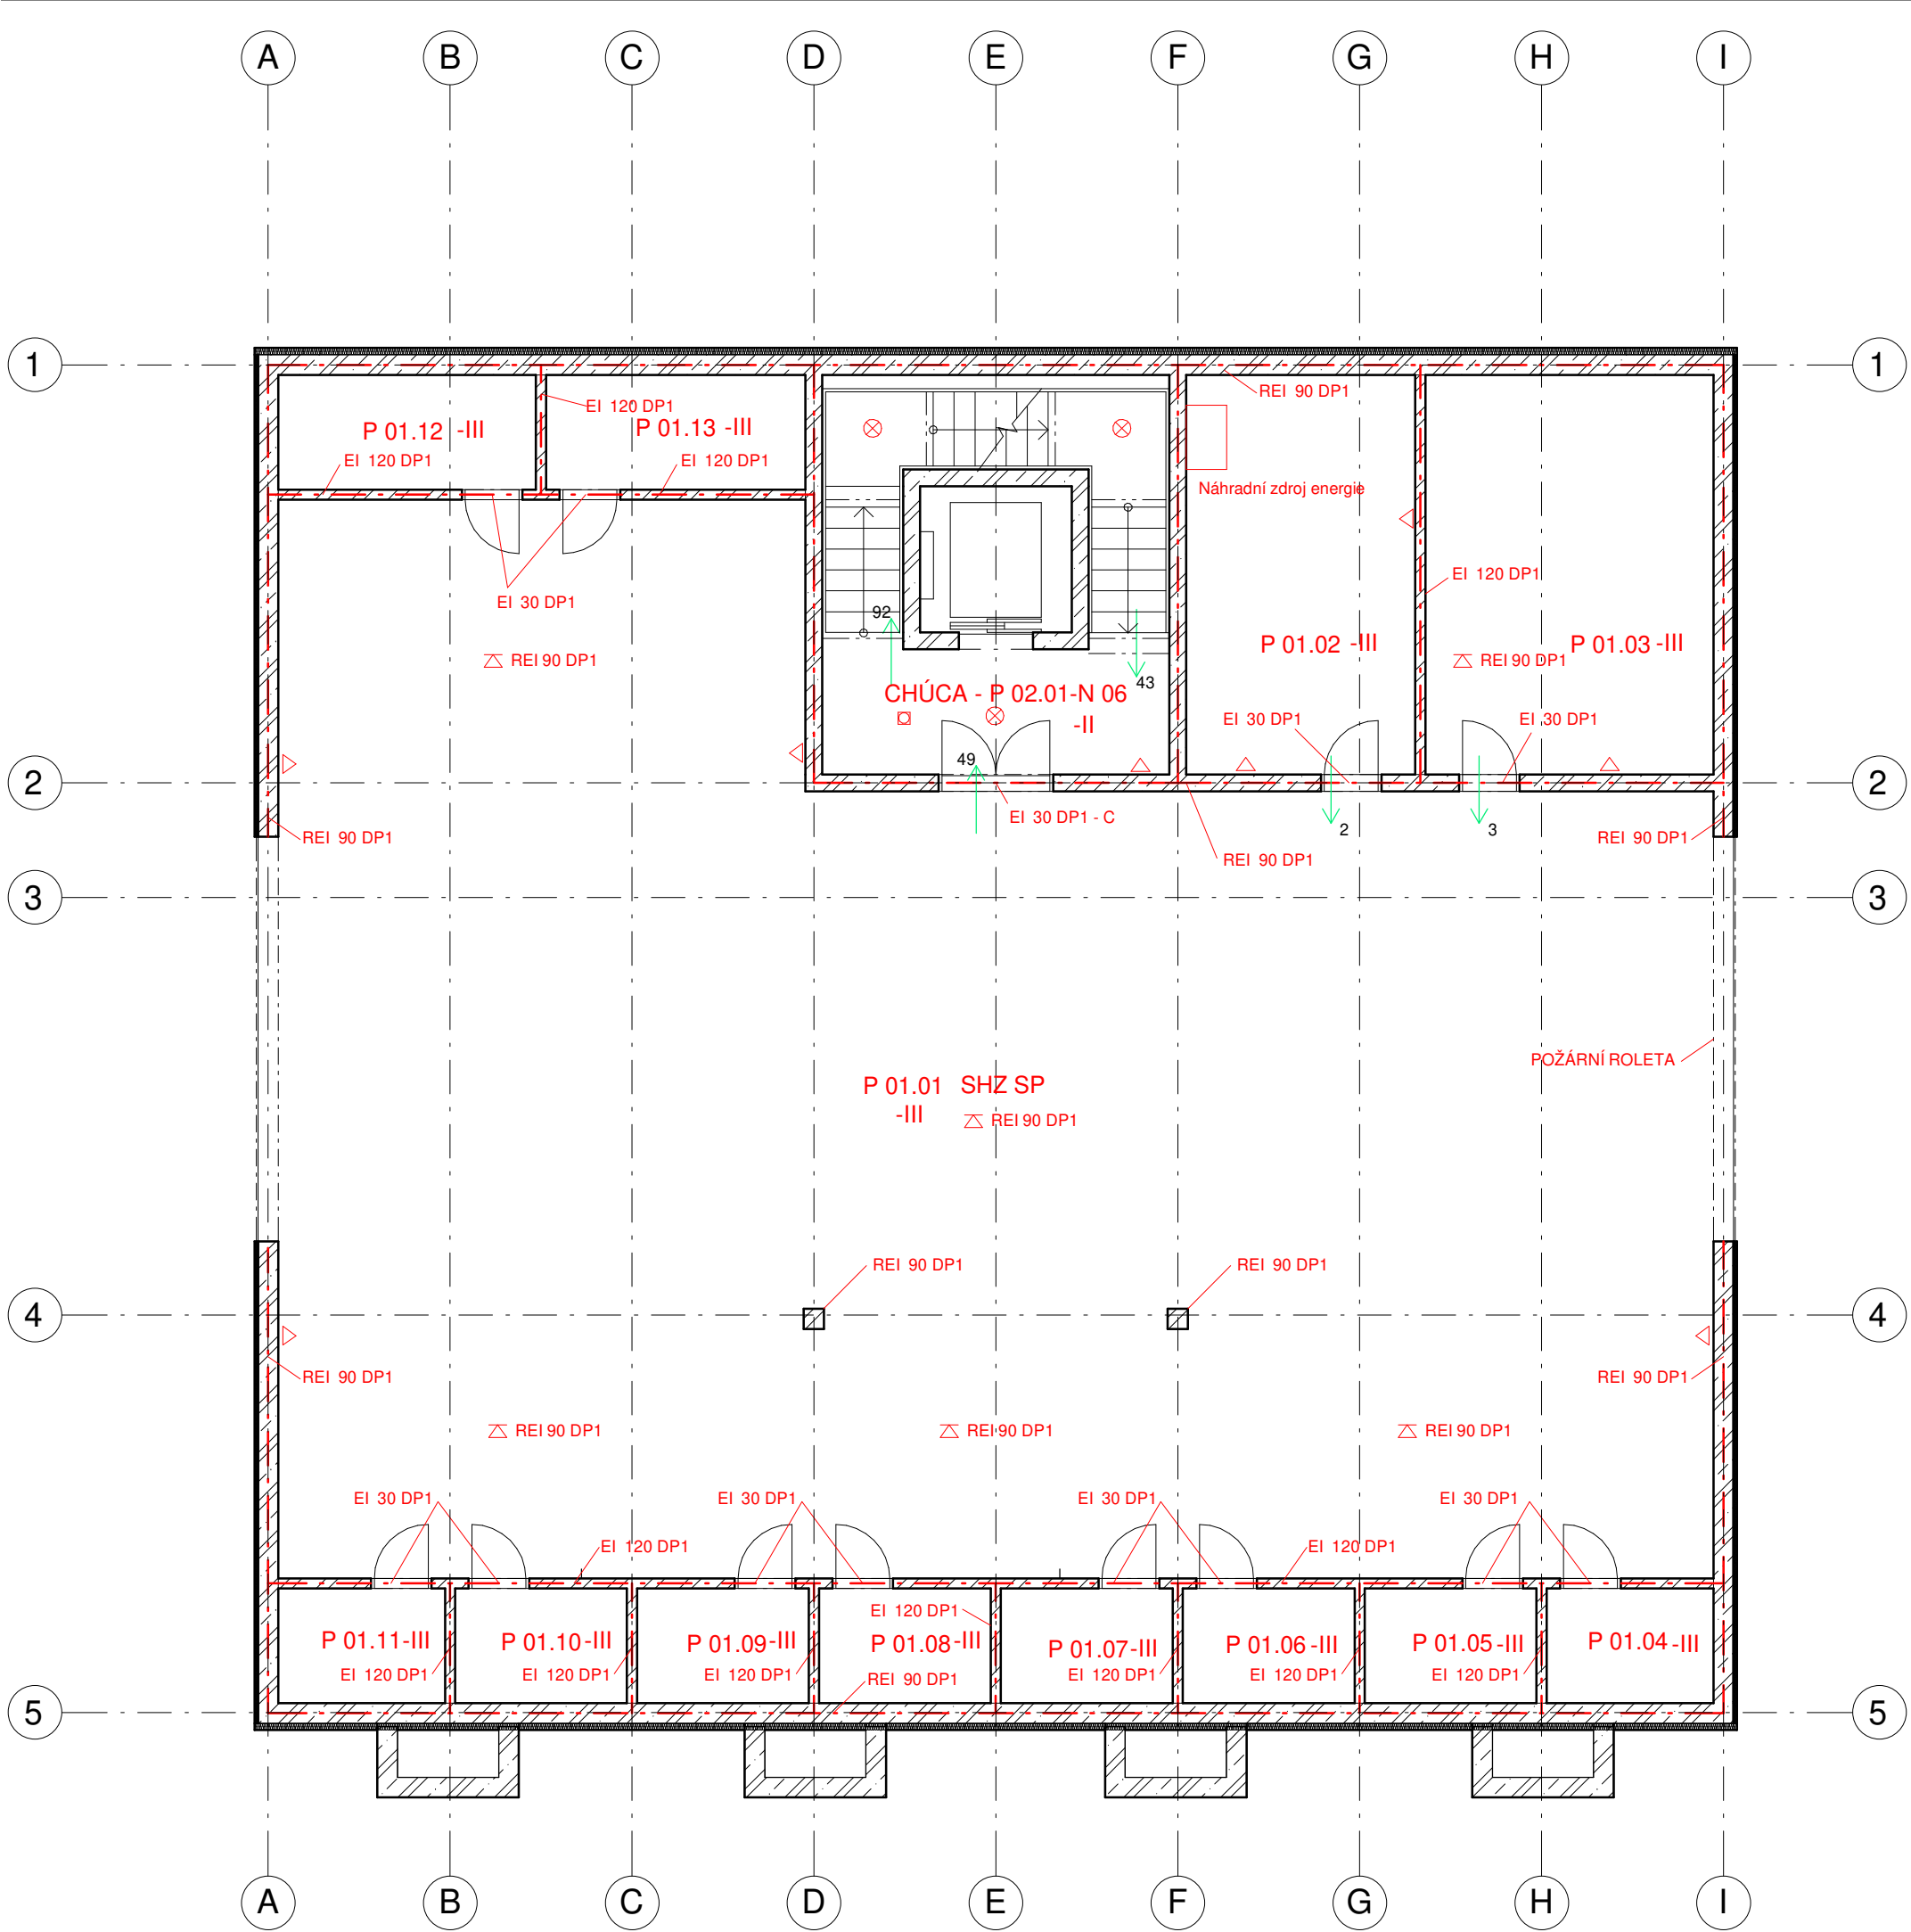 A B C D E F G H I
1 1
REI 90 DP1
EI 120 DP1
P 01.12 -III
P 01.13 -III
EI 120 DP1
EI 120 DP1
Náhradní zdroj energie
EI 120 DP1
EI 30 DP1
92
P 01.02 -III
P 01.03 -III
REI 90 DP1
REI 90 DP1
43
CHÚCA - P 02.01-N 06
-II
EI 30 DP1
EI 30 DP1
49
2 2
EI 30 DP1 - C
2
3
REI 90 DP1
REI 90 DP1
REI 90 DP1
3 3
POŽÁRNÍ ROLETA
P 01.01 SHZ SP
-III
REI 90 DP1
REI 90 DP1
REI 90 DP1
4 4
REI 90 DP1
REI 90 DP1
REI 90 DP1
REI 90 DP1
REI 90 DP1
EI 30 DP1
EI 30 DP1
EI 30 DP1
EI 30 DP1
EI 120 DP1
EI 120 DP1
EI 120 DP1
P 01.11-III
P 01.10-III
P 01.09-III
P 01.08-III
P 01.07-III
P 01.06-III
P 01.05-III
P 01.04-III
EI 120 DP1
EI 120 DP1
EI 120 DP1
REI 90 DP1
EI 120 DP1
EI 120 DP1
EI 120 DP1
5 5
A B C D E F G H I